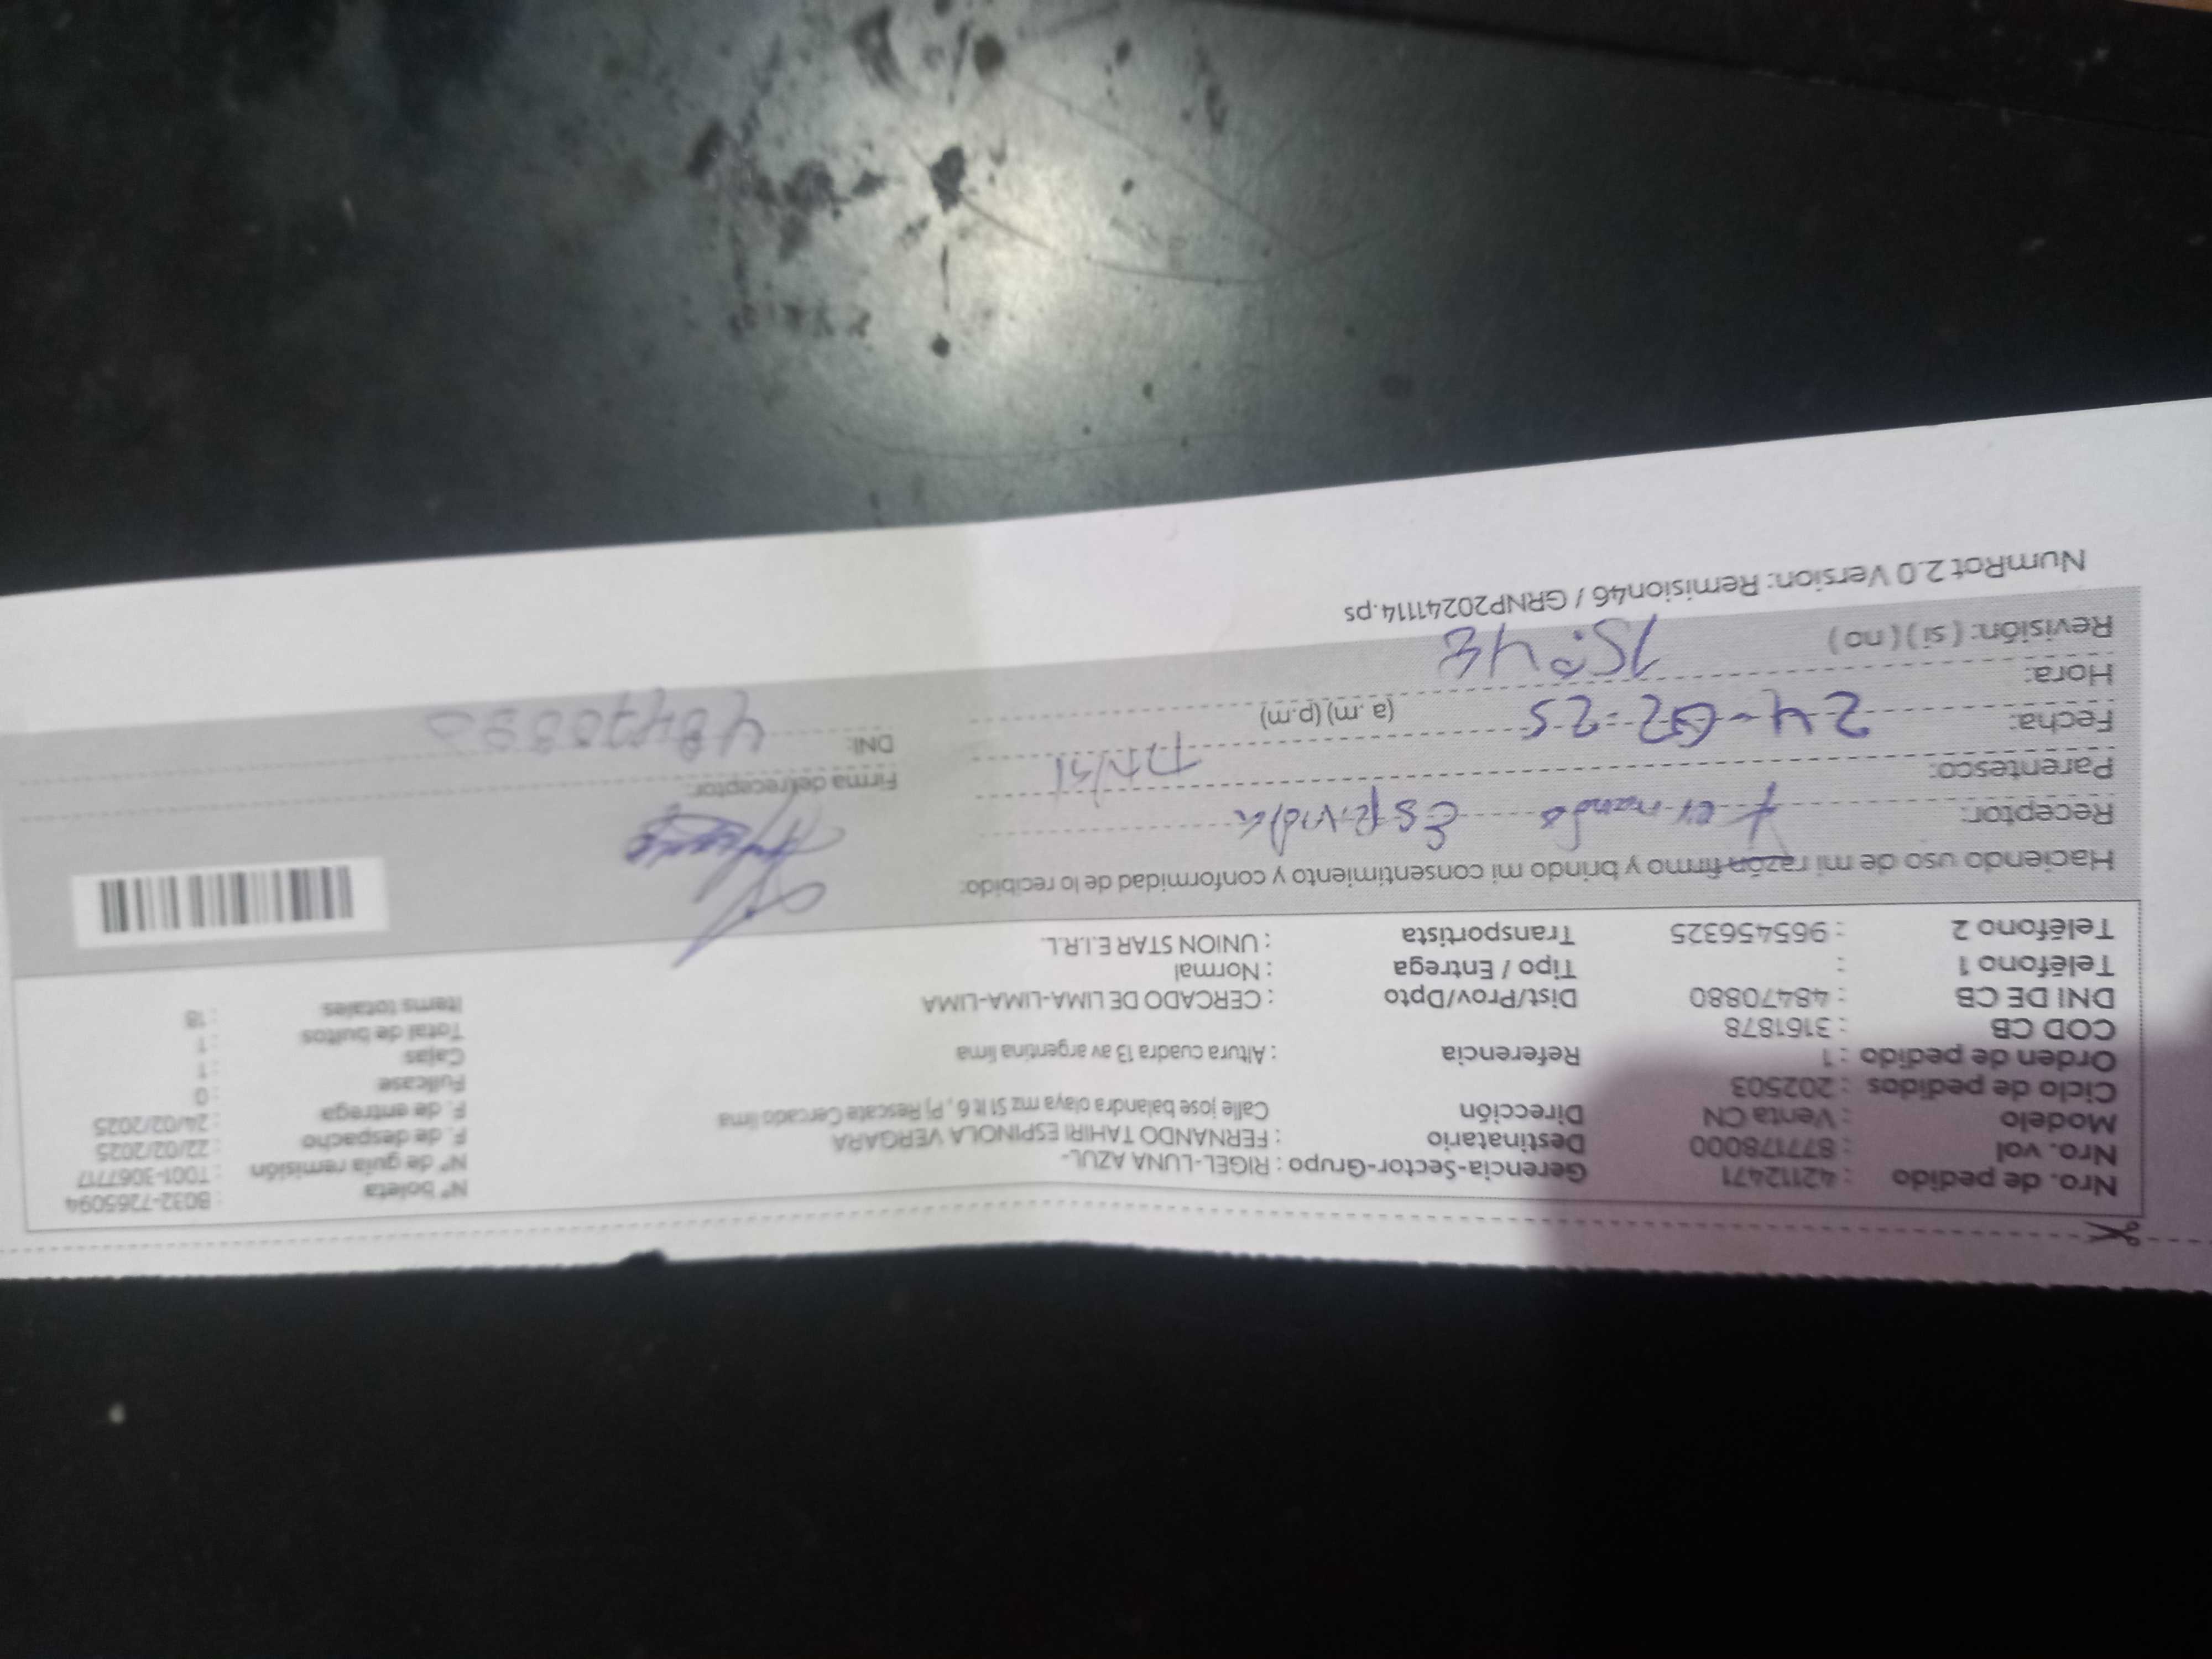 Nro. de pedido : 42112471 Gerencia-Sector-Grupo : RIGEL-LUNA AZUL- N° boleta : B032-7265094
Nro. vol : 877178000 Destinatario : FERNANDO TAHIRI ESPINOLA VERGARA N° de guía remisión : T001-3067717
Modelo : Venta CN Dirección Calle jose balandra olaya mz S1 lt 6 , Pj Rescate Cercado lima F. de despacho : 22/02/2025
Ciclo de pedidos : 202503 F. de entrega : 24/02/2025
Orden de pedido : 1 Referencia : Altura cuadra 13 av argentina lima Fullcase : 0
COD CB : 3161878 Cajas : 1
DNI DE CB : 48470880 Dist/Prov/Dpto : CERCADO DE LIMA-LIMA-LIMA Total de bultos : 1
Teléfono 1 : Tipo / Entrega : Normal Items totales : 18
Teléfono 2 : 965456325 Transportista : UNION STAR E.I.R.L.
Haciendo uso de mi razón firmo y brindo mi consentimiento y conformidad de lo recibido:
Receptor: Fernando Espinola
Parentesco: Firma del receptor:
Fecha: 24-02-25 DNI:
Hora: 15:48 (a.m) (p.m)
Revisión: ( si ) ( no )
NumRot 2.0 Version: Remision46 / GRNP20241114.ps